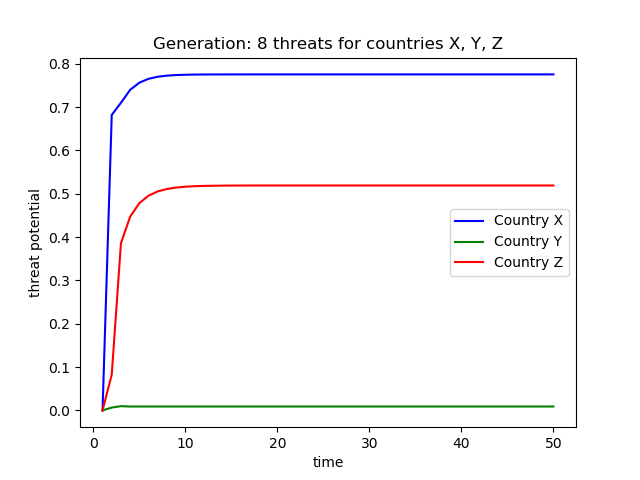 Generation: 8 threats for countries X, Y, Z
0.8
0.7
0.6
0.5
0.4
0.3
0.2
0.1
0.0
threat potential
Country X
Country Y
Country Z
0 10 20 30 40 50
time